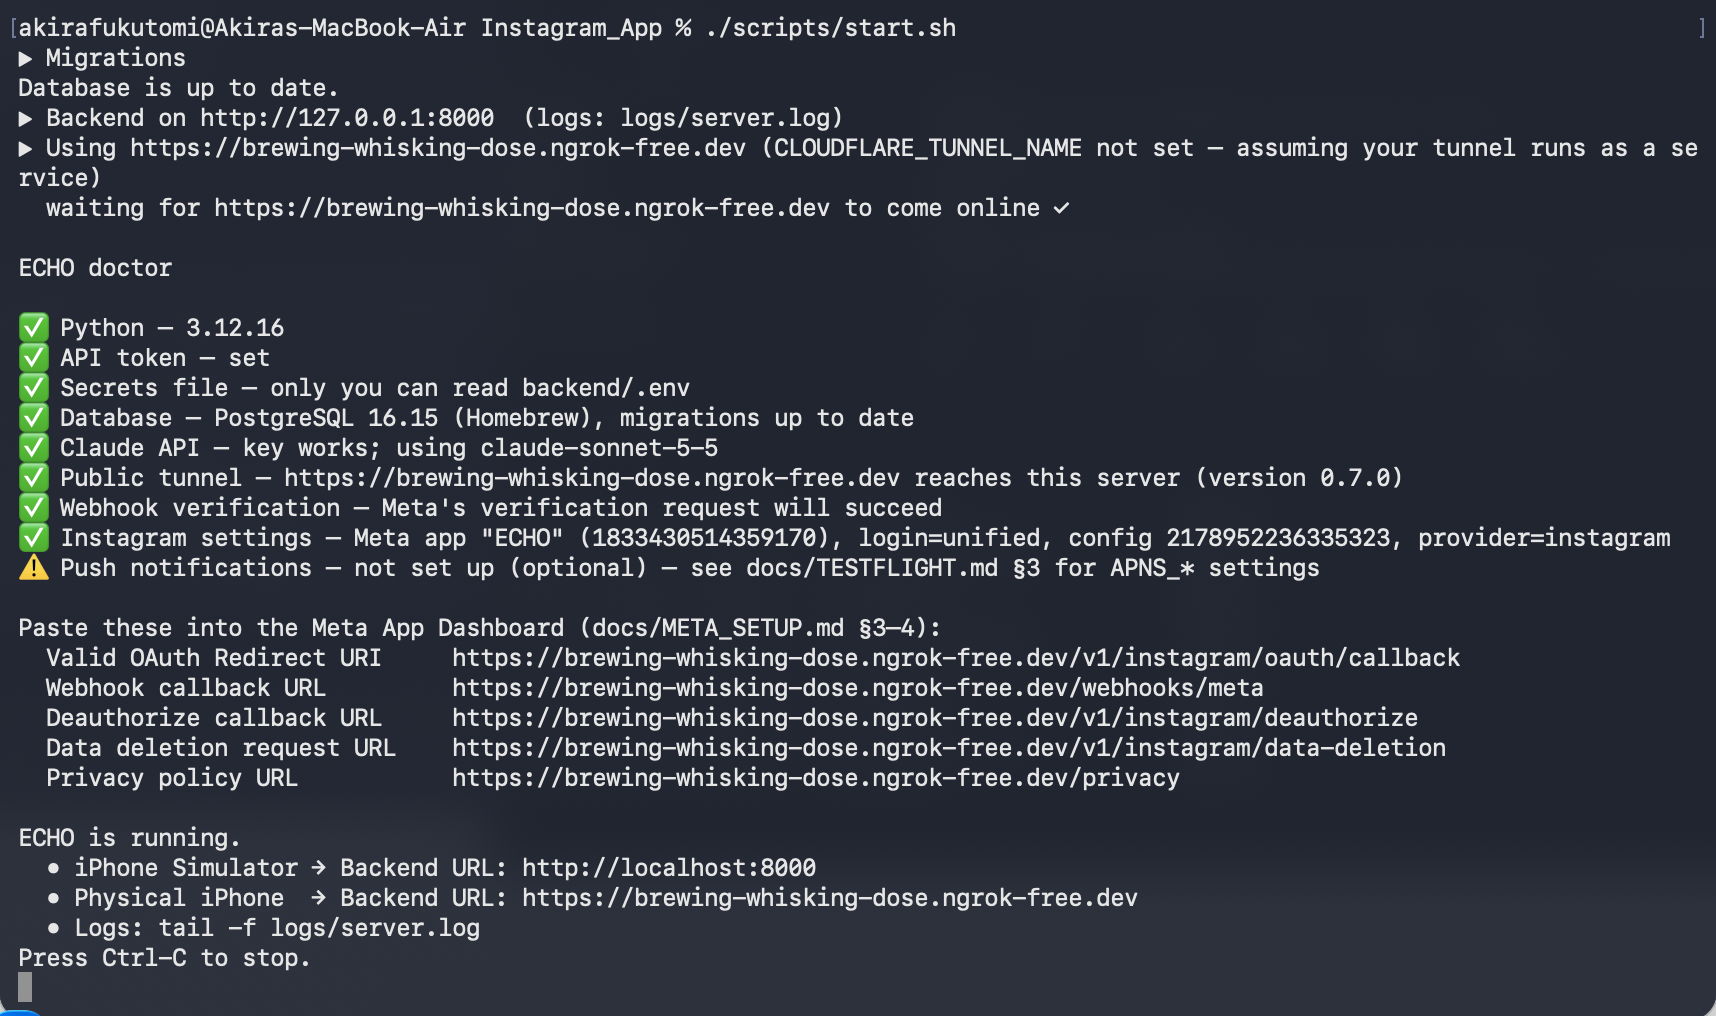 [akirafukutomi@Akiras-MacBook-Air Instagram_App % ./scripts/start.sh ]
▶ Migrations
Database is up to date.
▶ Backend on http://127.0.0.1:8000  (logs: logs/server.log)
▶ Using https://brewing-whisking-dose.ngrok-free.dev (CLOUDFLARE_TUNNEL_NAME not set — assuming your tunnel runs as a se
rvice)
  waiting for https://brewing-whisking-dose.ngrok-free.dev to come online ✓
ECHO doctor
✅ Python — 3.12.16
✅ API token — set
✅ Secrets file — only you can read backend/.env
✅ Database — PostgreSQL 16.15 (Homebrew), migrations up to date
✅ Claude API — key works; using claude-sonnet-5-5
✅ Public tunnel — https://brewing-whisking-dose.ngrok-free.dev reaches this server (version 0.7.0)
✅ Webhook verification — Meta's verification request will succeed
✅ Instagram settings — Meta app "ECHO" (1833430514359170), login=unified, config 2178952236335323, provider=instagram
⚠️ Push notifications — not set up (optional) — see docs/TESTFLIGHT.md §3 for APNS_* settings
Paste these into the Meta App Dashboard (docs/META_SETUP.md §3–4):
  Valid OAuth Redirect URI     https://brewing-whisking-dose.ngrok-free.dev/v1/instagram/oauth/callback
  Webhook callback URL         https://brewing-whisking-dose.ngrok-free.dev/webhooks/meta
  Deauthorize callback URL     https://brewing-whisking-dose.ngrok-free.dev/v1/instagram/deauthorize
  Data deletion request URL    https://brewing-whisking-dose.ngrok-free.dev/v1/instagram/data-deletion
  Privacy policy URL           https://brewing-whisking-dose.ngrok-free.dev/privacy
ECHO is running.
  • iPhone Simulator → Backend URL: http://localhost:8000
  • Physical iPhone  → Backend URL: https://brewing-whisking-dose.ngrok-free.dev
  • Logs: tail -f logs/server.log
Press Ctrl-C to stop.